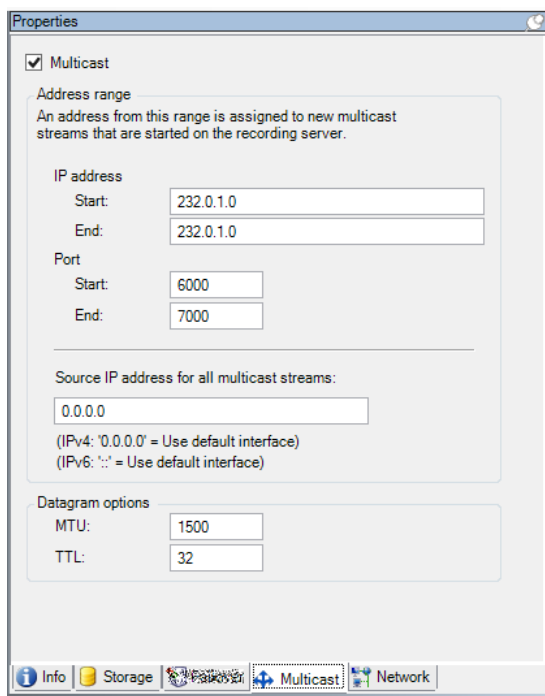 Properties
Multicast
Address range
An address from this range is assigned to new multicast
streams that are started on the recording server.
IP address
Start: 232.0.1.0
End: 232.0.1.0
Port
Start: 6000
End: 7000
Source IP address for all multicast streams:
0.0.0.0
(IPv4: '0.0.0.0' = Use default interface)
(IPv6: '::' = Use default interface)
Datagram options
MTU: 1500
TTL: 32
Info Storage Multicast Network